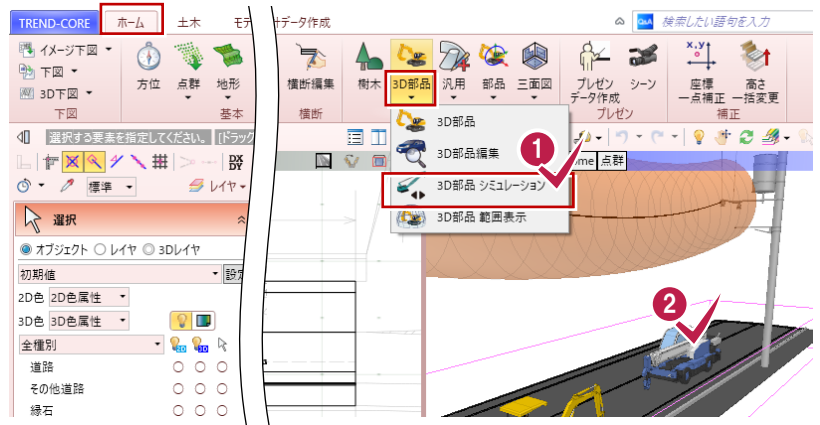 TREND-CORE ホーム 土木 モデ ｜データ作成 QnA 検索したい語句を入力
イメージ下図
下図
3D下図
下図
方位
点群
地形
基本
横断編集
横断
樹木
3D部品
汎用
部品
三面図
プレゼン
データ作成
シーン
プレゼン
X,Y
座標
一点補正
高さ
一括変更
補正
選択する要素を指定してください。 [ドラッグ
標準
レイヤ
選択
オブジェクト レイヤ 3Dレイヤ
初期値 設定
2D色 2D色属性
3D色 3D色属性
全種別 2D 3D
道路
その他道路
縁石
3D部品
3D部品編集
3D部品 シミュレーション
3D部品 範囲表示
1
ome 点群
2